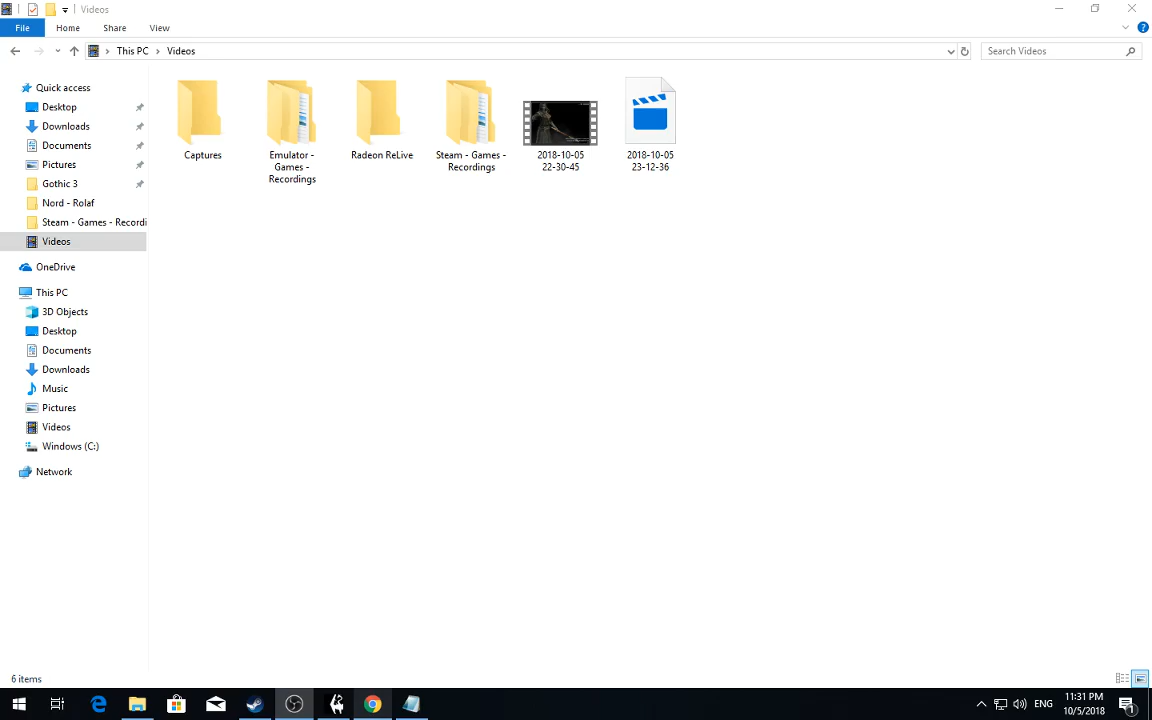 Videos
File Home Share View
This PC Videos
Search Videos
Quick access
Desktop
Downloads
Documents
Pictures
Gothic 3
Nord - Rolaf
Steam - Games - Recordi
Videos
OneDrive
This PC
3D Objects
Desktop
Documents
Downloads
Music
Pictures
Videos
Windows (C:)
Network
Captures
Emulator -
Games -
Recordings
Radeon ReLive
Steam - Games -
Recordings
2018-10-05
22-30-45
2018-10-05
23-12-36
6 items
ENG
11:31 PM
10/5/2018
1